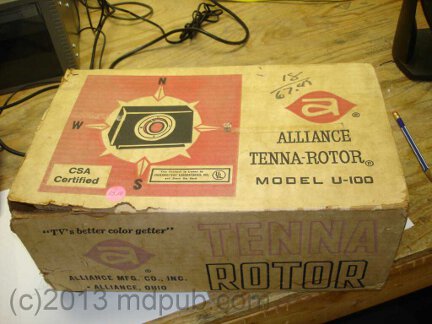 N
W
S
CSA
Certified
18
a
ALLIANCE
TENNA-ROTOR®
MODEL U-100
"TV's better color getter"
a
ALLIANCE MFG. CO., INC.
ALLIANCE, OHIO
TENNA
ROTOR
(c)2013 mdpub.com